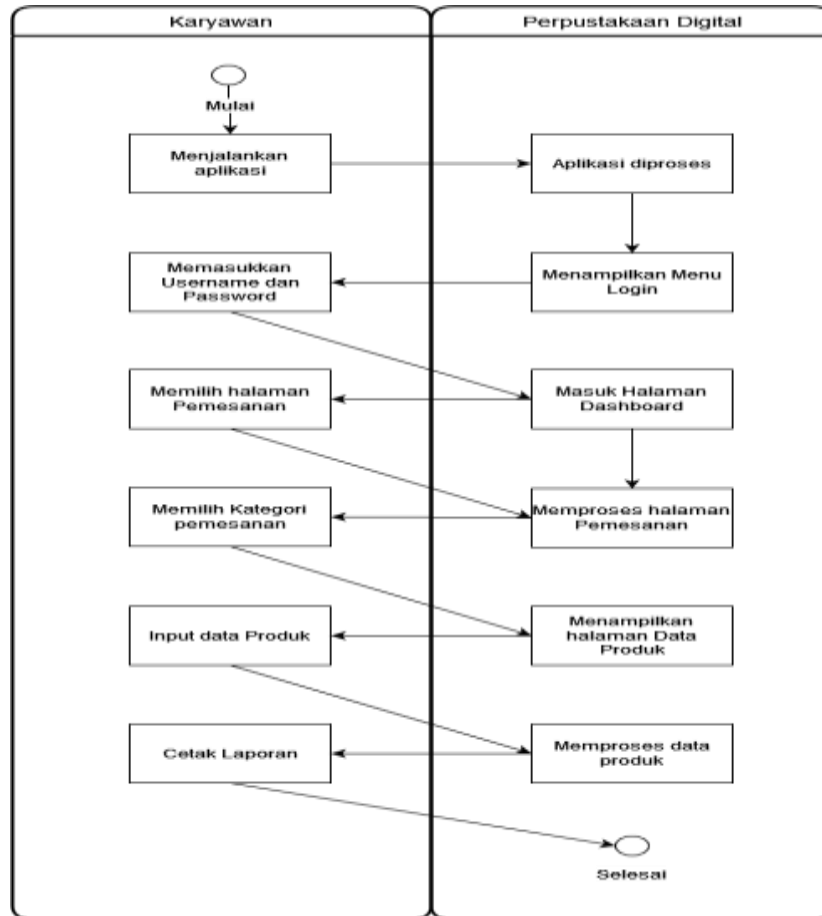 Karyawan
Perpustakaan Digital
Mulai
Menjalankan
aplikasi
Aplikasi diproses
Memasukkan
Username dan
Password
Menampilkan Menu
Login
Memilih halaman
Pemesanan
Masuk Halaman
Dashboard
Memilih Kategori
pemesanan
Memproses halaman
Pemesanan
Input data Produk
Menampilkan
halaman Data
Produk
Cetak Laporan
Memproses data
produk
Selesai